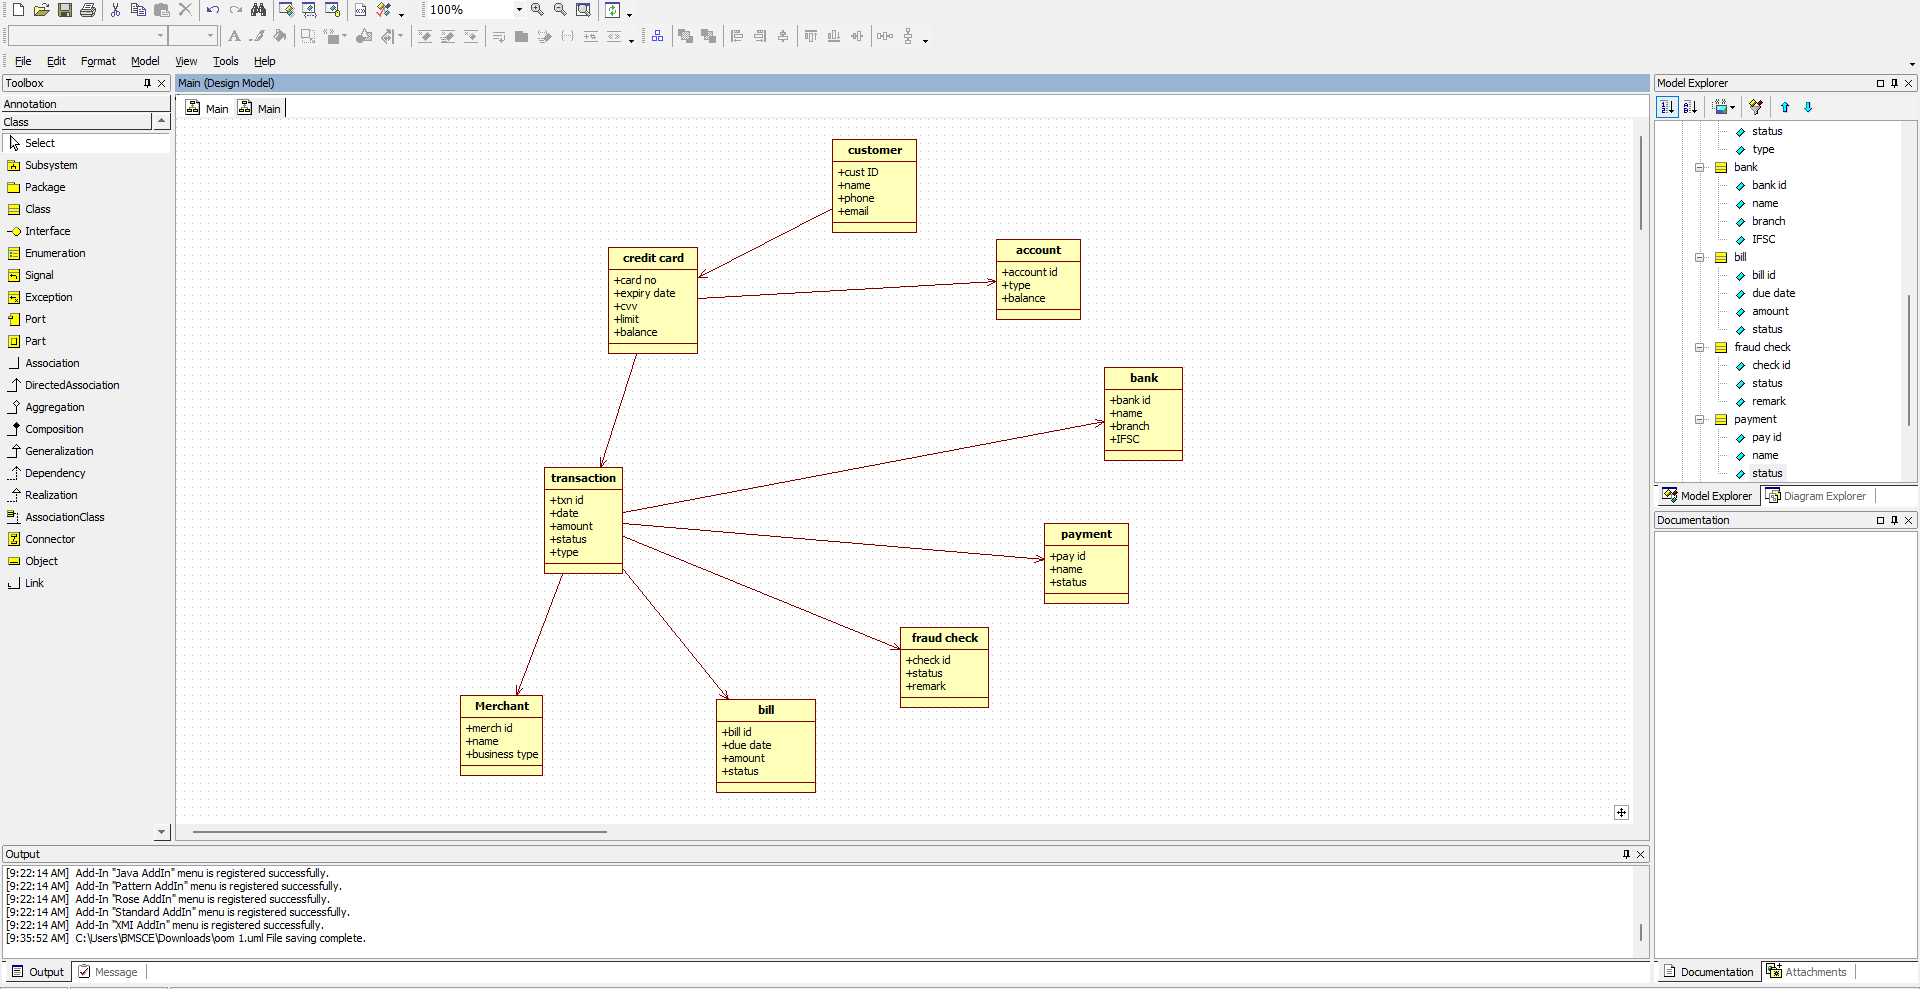 100%
File Edit Format Model View Tools Help
Toolbox
Annotation
Class
Select
Subsystem
Package
Class
Interface
Enumeration
Signal
Exception
Port
Part
Association
DirectedAssociation
Aggregation
Composition
Generalization
Dependency
Realization
AssociationClass
Connector
Object
Link
Main (Design Model)
Main Main
customer
+cust ID
+name
+phone
+email
credit card
+card no
+expiry date
+cvv
+limit
+balance
account
+account id
+type
+balance
bank
+bank id
+name
+branch
+IFSC
transaction
+txn id
+date
+amount
+status
+type
payment
+pay id
+name
+status
fraud check
+check id
+status
+remark
Merchant
+merch id
+name
+business type
bill
+bill id
+due date
+amount
+status
Model Explorer
status
type
bank
bank id
name
branch
IFSC
bill
bill id
due date
amount
status
fraud check
check id
status
remark
payment
pay id
name
status
Model Explorer Diagram Explorer
Documentation
Documentation Attachments
Output
[9:22:14 AM] Add-In "Java AddIn" menu is registered successfully.
[9:22:14 AM] Add-In "Pattern AddIn" menu is registered successfully.
[9:22:14 AM] Add-In "Rose AddIn" menu is registered successfully.
[9:22:14 AM] Add-In "Standard AddIn" menu is registered successfully.
[9:22:14 AM] Add-In "XMI AddIn" menu is registered successfully.
[9:35:52 AM] C:\Users\BMSCE\Downloads\oom 1.uml File saving complete.
Output Message